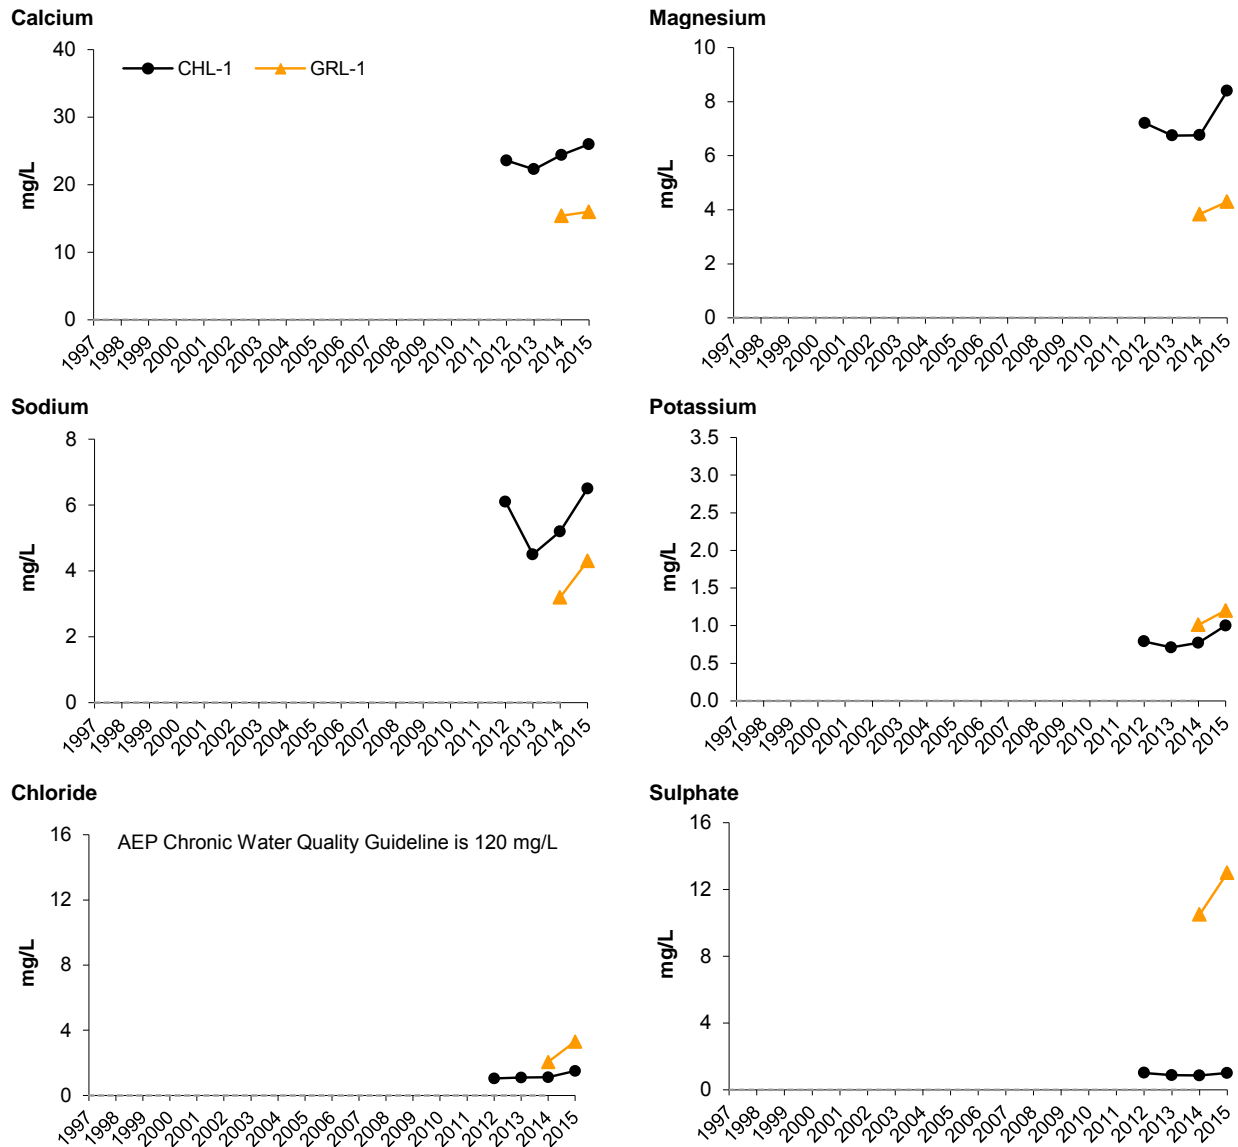 Calcium
mg/L
40
30
20
10
0
CHL-1 GRL-1
1997 1998 1999 2000 2001 2002 2003 2004 2005 2006 2007 2008 2009 2010 2011 2012 2013 2014 2015
Magnesium
mg/L
10
8
6
4
2
0
1997 1998 1999 2000 2001 2002 2003 2004 2005 2006 2007 2008 2009 2010 2011 2012 2013 2014 2015
Sodium
mg/L
8
6
4
2
0
1997 1998 1999 2000 2001 2002 2003 2004 2005 2006 2007 2008 2009 2010 2011 2012 2013 2014 2015
Potassium
mg/L
3.5
3.0
2.5
2.0
1.5
1.0
0.5
0.0
1997 1998 1999 2000 2001 2002 2003 2004 2005 2006 2007 2008 2009 2010 2011 2012 2013 2014 2015
Chloride
mg/L
16
12
8
4
0
AEP Chronic Water Quality Guideline is 120 mg/L
1997 1998 1999 2000 2001 2002 2003 2004 2005 2006 2007 2008 2009 2010 2011 2012 2013 2014 2015
Sulphate
mg/L
16
12
8
4
0
1997 1998 1999 2000 2001 2002 2003 2004 2005 2006 2007 2008 2009 2010 2011 2012 2013 2014 2015